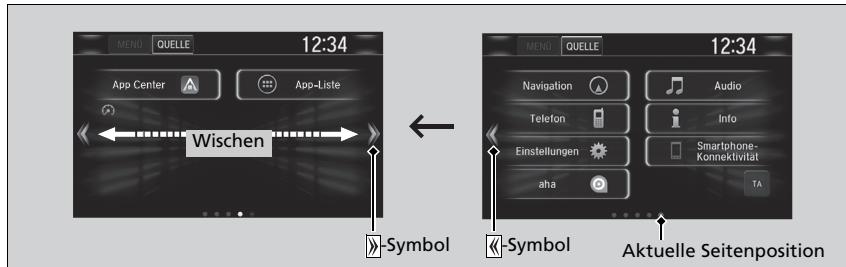 MENÜ QUELLE 12:34
App Center App-Liste
Wischen
»-Symbol
MENÜ QUELLE 12:34
Navigation Audio
Telefon Info
Einstellungen Smartphone-
Konnektivität
aha TA
«-Symbol
Aktuelle Seitenposition